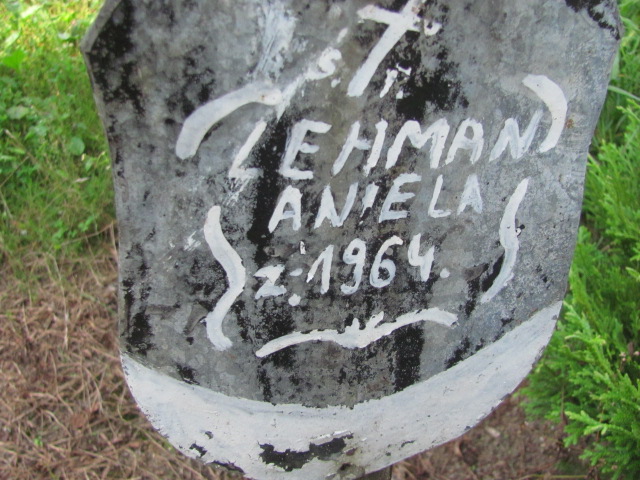 Ś. P.
LEHMAN
ANIELA
Z. 1964.